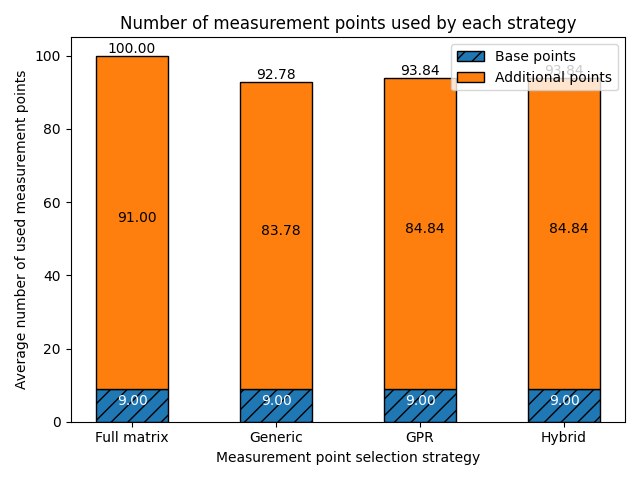 Number of measurement points used by each strategy
Average number of used measurement points
100
80
60
40
20
0
100.00
92.78
93.84
93.84
Base points
Additional points
91.00
83.78
84.84
84.84
9.00
9.00
9.00
9.00
Full matrix
Generic
GPR
Hybrid
Measurement point selection strategy